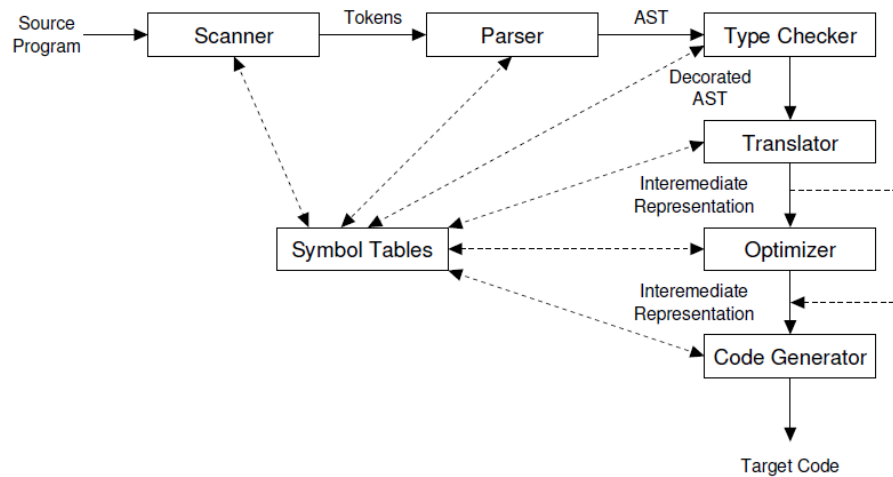 Source
Program
Scanner
Tokens
Parser
AST
Type Checker
Decorated
AST
Translator
Interemediate
Representation
Symbol Tables
Optimizer
Interemediate
Representation
Code Generator
Target Code